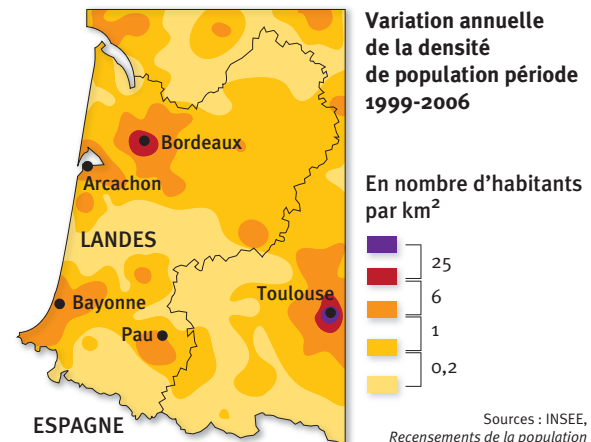 Variation annuelle
de la densité
de population période
1999-2006
Bordeaux
Arcachon
LANDES
Bayonne
Toulouse
Pau
ESPAGNE
En nombre d’habitants
par km²
25
6
1
0,2
Sources : INSEE,
Recensements de la population